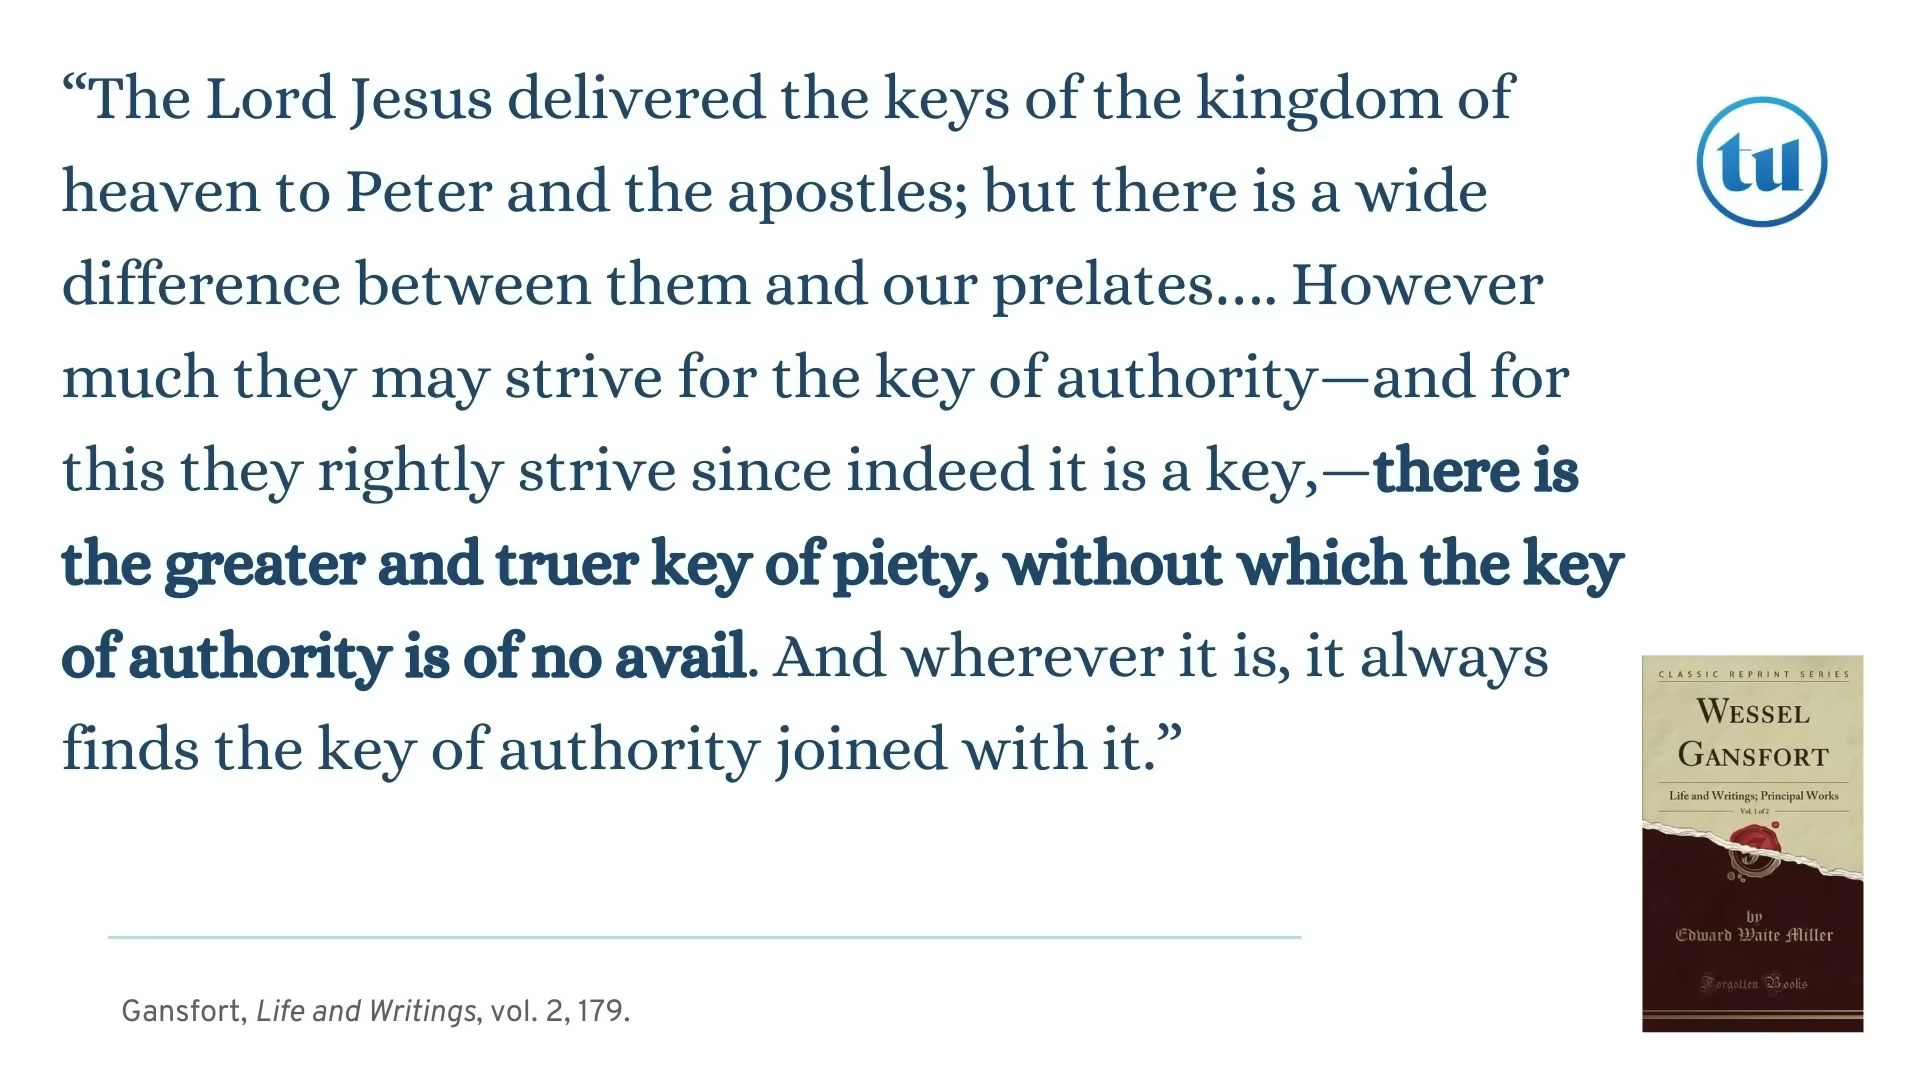 “The Lord Jesus delivered the keys of the kingdom of
heaven to Peter and the apostles; but there is a wide
difference between them and our prelates.... However
much they may strive for the key of authority—and for
this they rightly strive since indeed it is a key,—there is
the greater and truer key of piety, without which the key
of authority is of no avail. And wherever it is, it always
finds the key of authority joined with it.”
Gansfort, Life and Writings, vol. 2, 179.
tu
CLASSIC REPRINT SERIES
WESSEL
GANSFORT
Life and Writings; Principal Works
Vol. 1 of 2
by
Edward Waite Miller
Forgotten Books